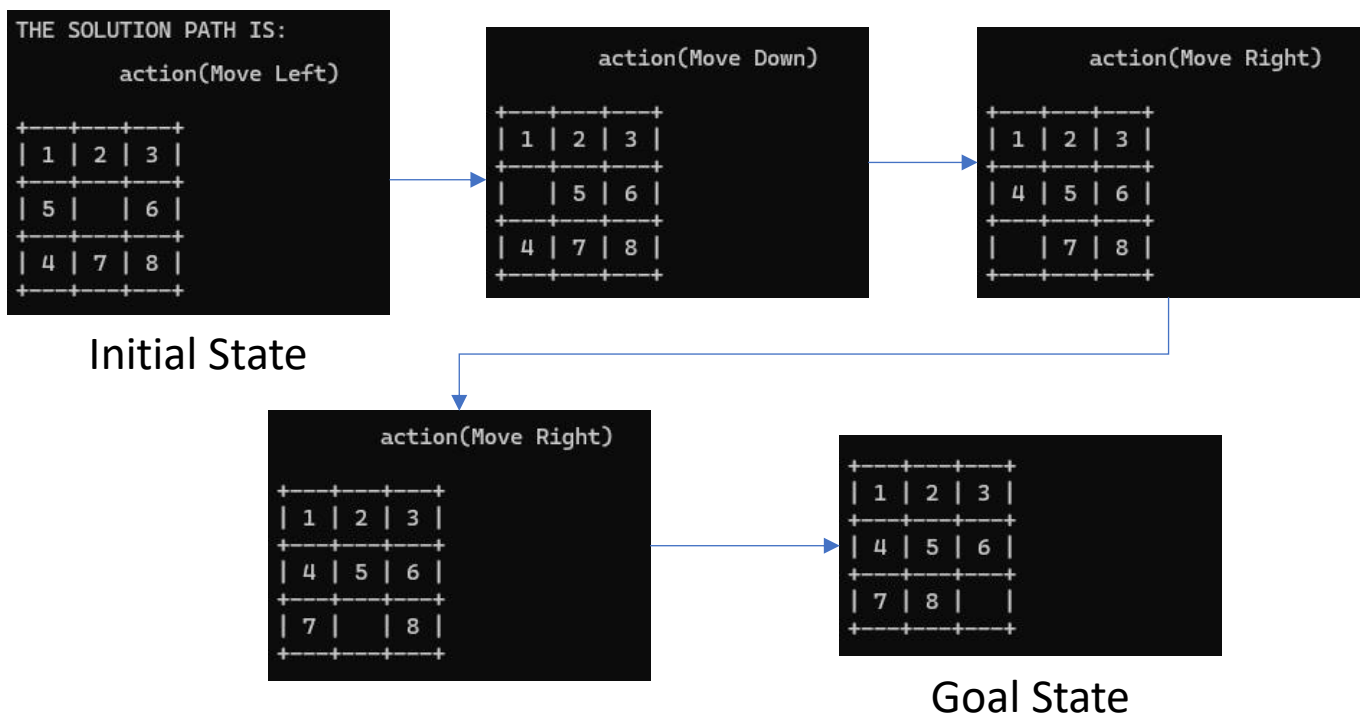 THE SOLUTION PATH IS:
action(Move Left)
+---+---+---+
| 1 | 2 | 3 |
+---+---+---+
| 5 |   | 6 |
+---+---+---+
| 4 | 7 | 8 |
+---+---+---+
Initial State
action(Move Down)
+---+---+---+
| 1 | 2 | 3 |
+---+---+---+
|   | 5 | 6 |
+---+---+---+
| 4 | 7 | 8 |
+---+---+---+
action(Move Right)
+---+---+---+
| 1 | 2 | 3 |
+---+---+---+
| 4 | 5 | 6 |
+---+---+---+
|   | 7 | 8 |
+---+---+---+
action(Move Right)
+---+---+---+
| 1 | 2 | 3 |
+---+---+---+
| 4 | 5 | 6 |
+---+---+---+
| 7 |   | 8 |
+---+---+---+
+---+---+---+
| 1 | 2 | 3 |
+---+---+---+
| 4 | 5 | 6 |
+---+---+---+
| 7 | 8 |   |
+---+---+---+
Goal State